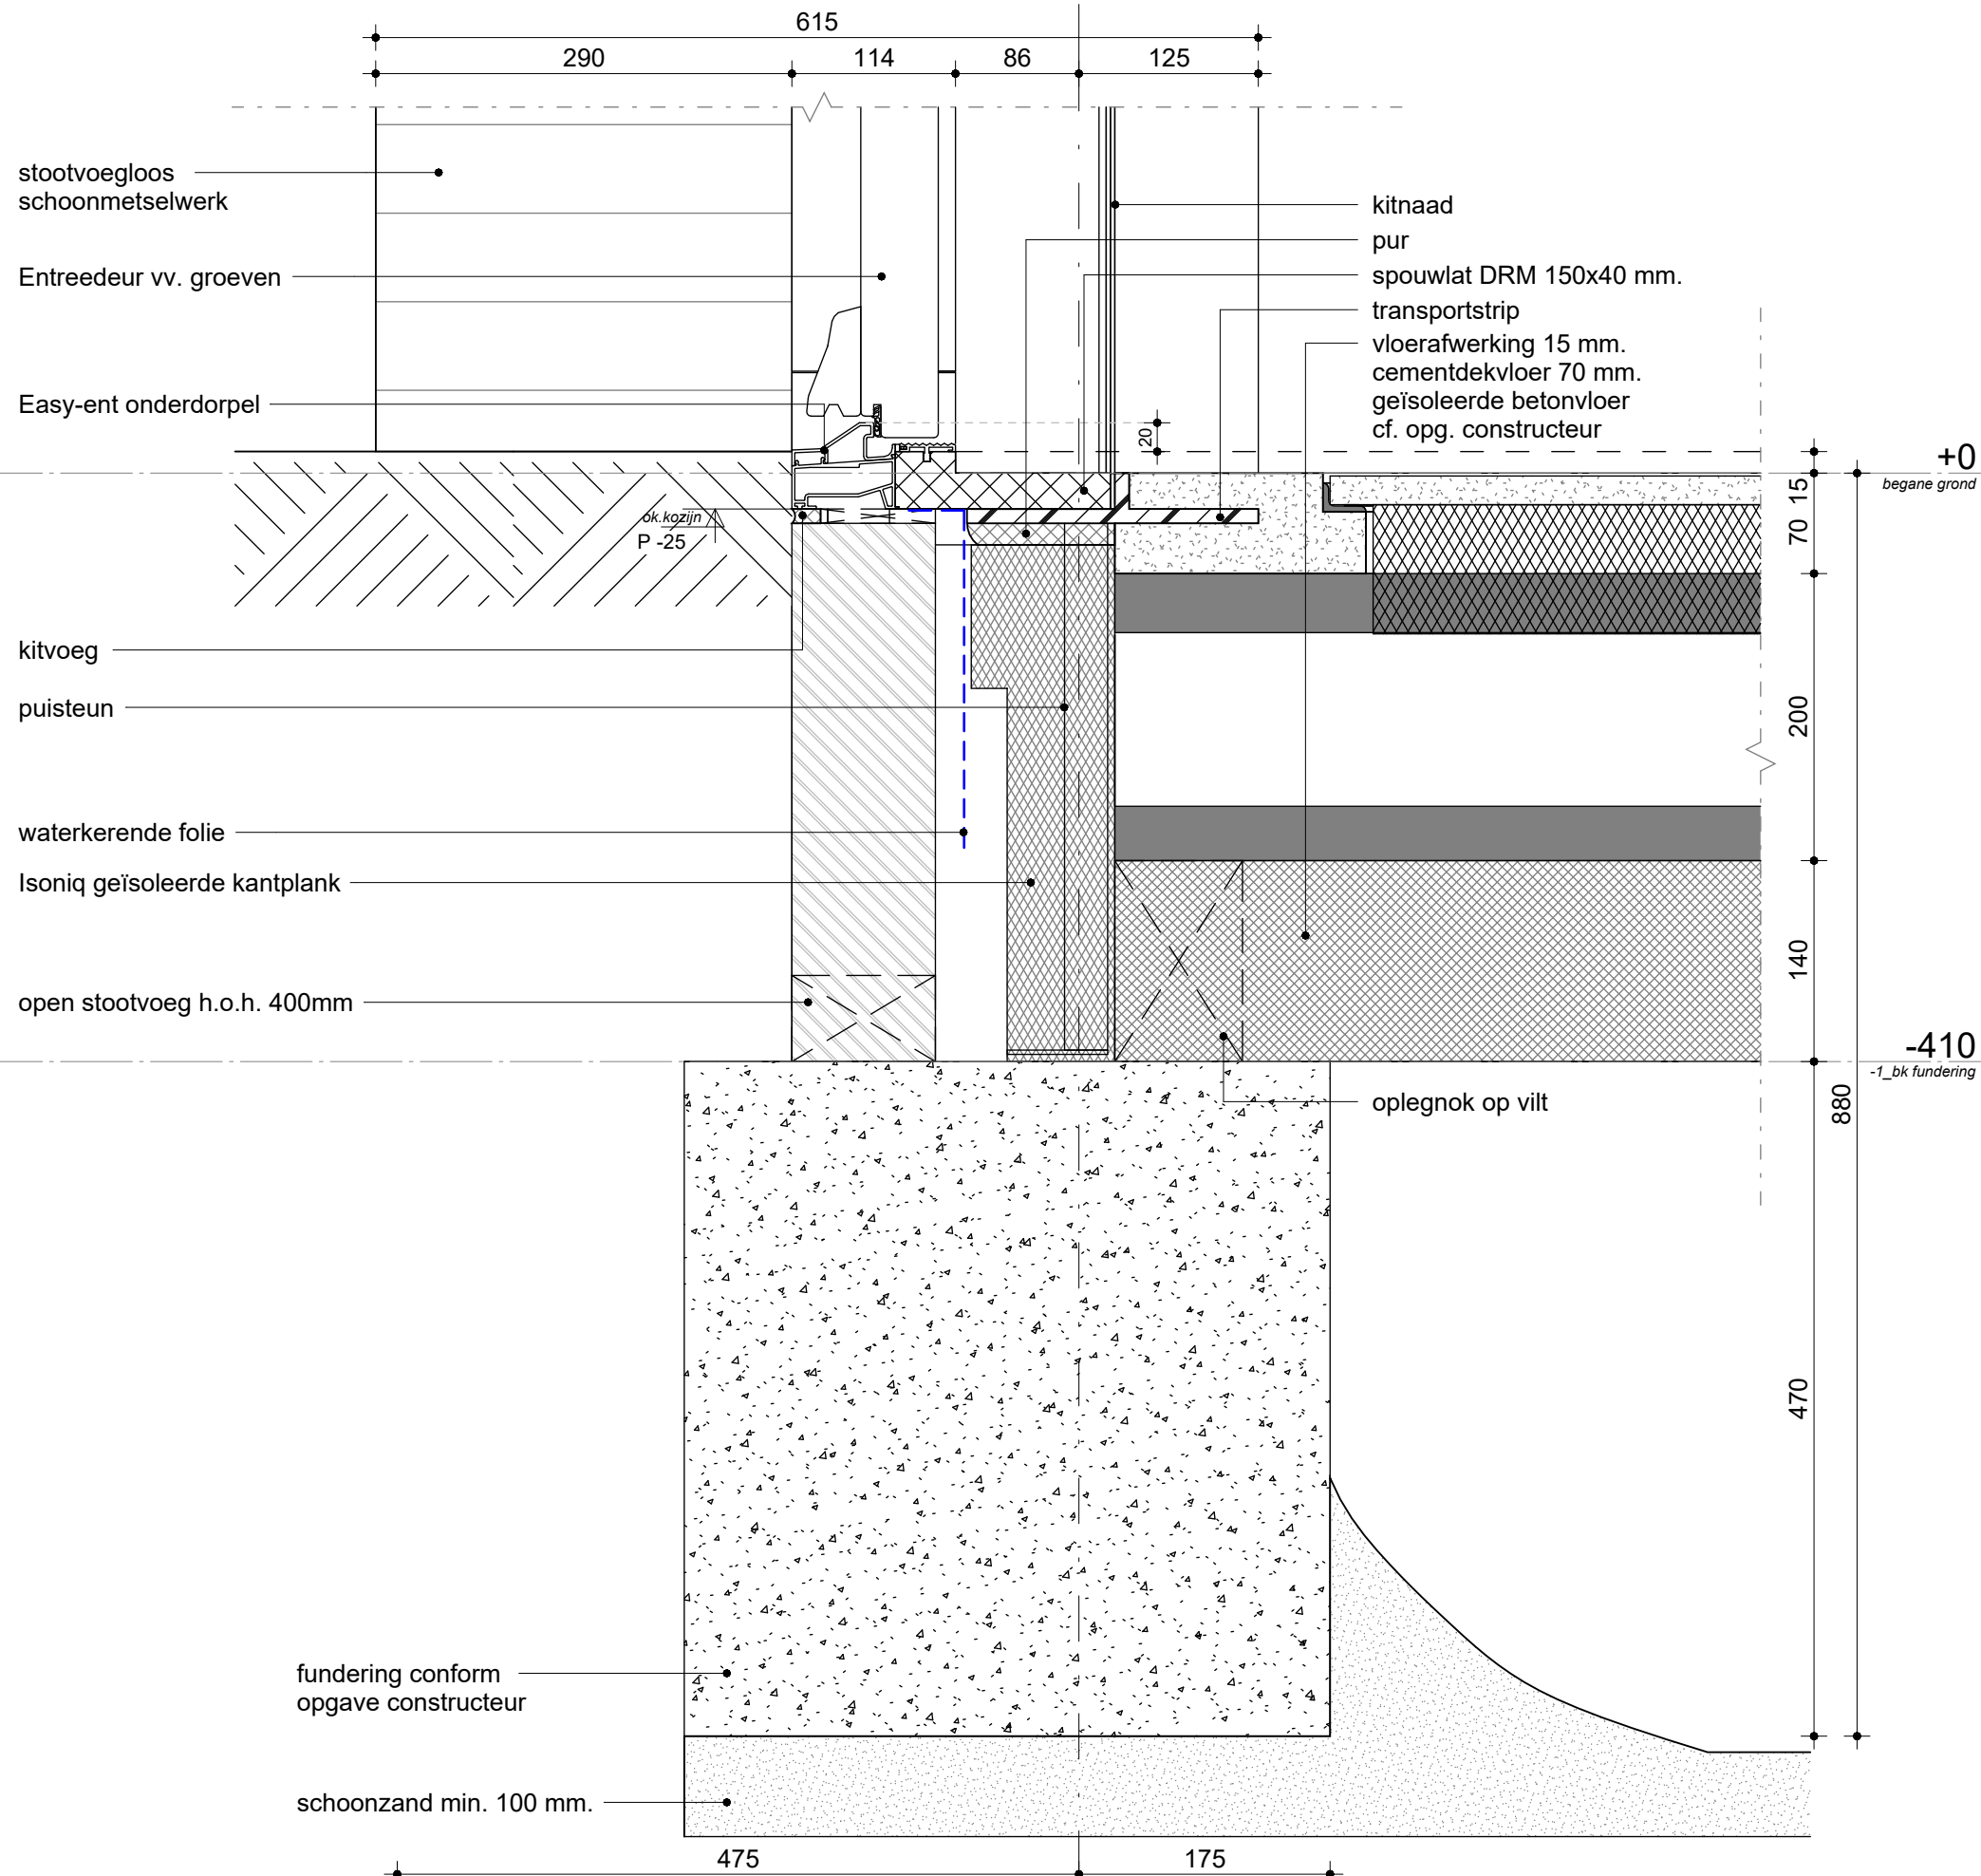 615
290
114
86
125
stootvoegloos
schoonmetselwerk
Entreedeur vv. groeven
Easy-ent onderdorpel
kitnaad
pur
spouwlat DRM 150x40 mm.
transportstrip
vloerafwerking 15 mm.
cementdekvloer 70 mm.
geïsoleerde betonvloer
cf. opg. constructeur
20
+0
begane grond
15
70
ok.kozijn
P -25
kitvoeg
puisteun
200
waterkerende folie
Isoniq geïsoleerde kantplank
140
open stootvoeg h.o.h. 400mm
-410
-1_bk fundering
880
oplegnok op vilt
470
fundering conform
opgave constructeur
schoonzand min. 100 mm.
475
175